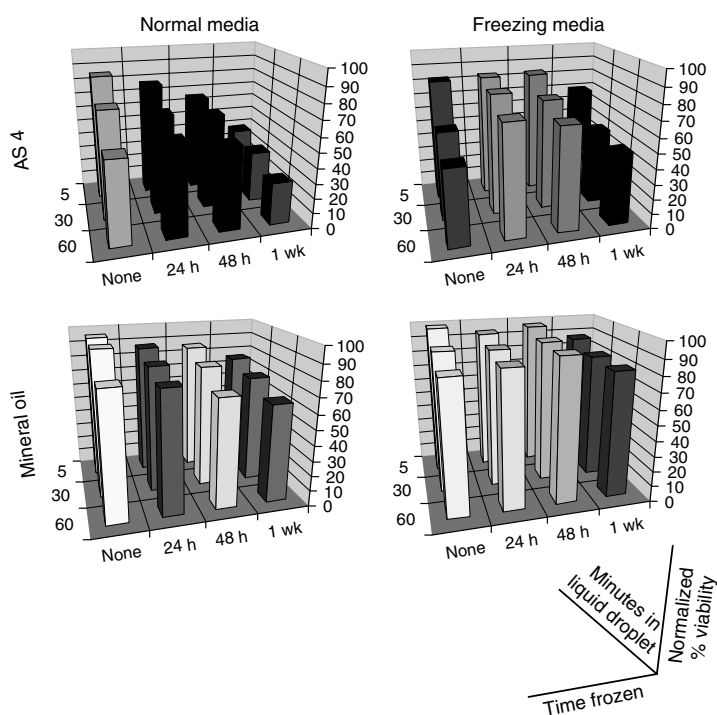 Normal media
Freezing media
AS 4
100
90
80
70
60
50
40
30
20
10
0
5
30
60
None
24 h
48 h
1 wk
100
90
80
70
60
50
40
30
20
10
0
5
30
60
None
24 h
48 h
1 wk
Mineral oil
100
90
80
70
60
50
40
30
20
10
0
5
30
60
None
24 h
48 h
1 wk
100
90
80
70
60
50
40
30
20
10
0
5
30
60
None
24 h
48 h
1 wk
Minutes in
liquid droplet
Normalized
% viability
Time frozen